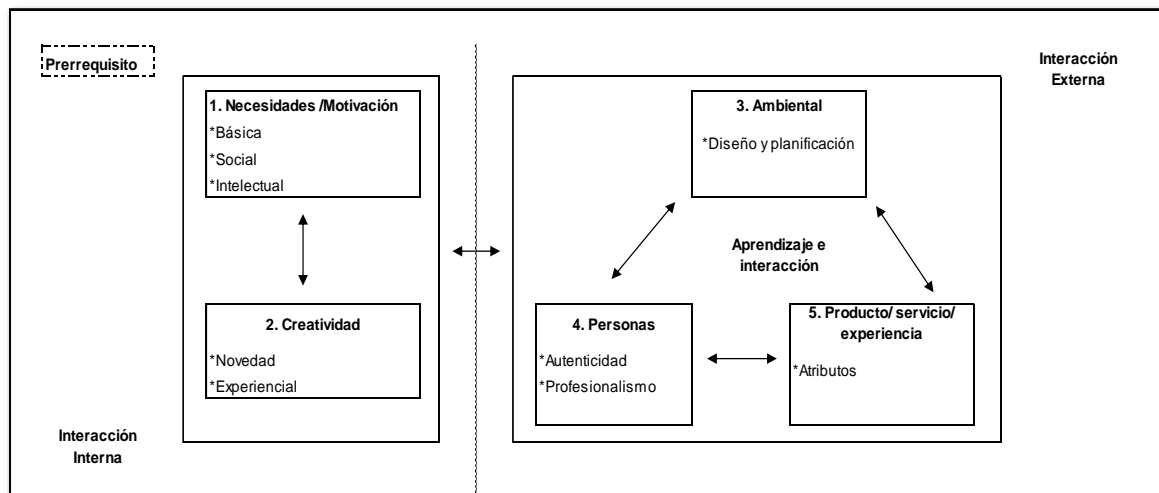 Prerrequisito
Interacción
Externa
1. Necesidades /Motivación
*Básica
*Social
*Intelectual
3. Ambiental
*Diseño y planificación
Aprendizaje e
interacción
2. Creatividad
*Novedad
*Experiencial
4. Personas
*Autenticidad
*Profesionalismo
5. Producto/ servicio/
experiencia
*Atributos
Interacción
Interna